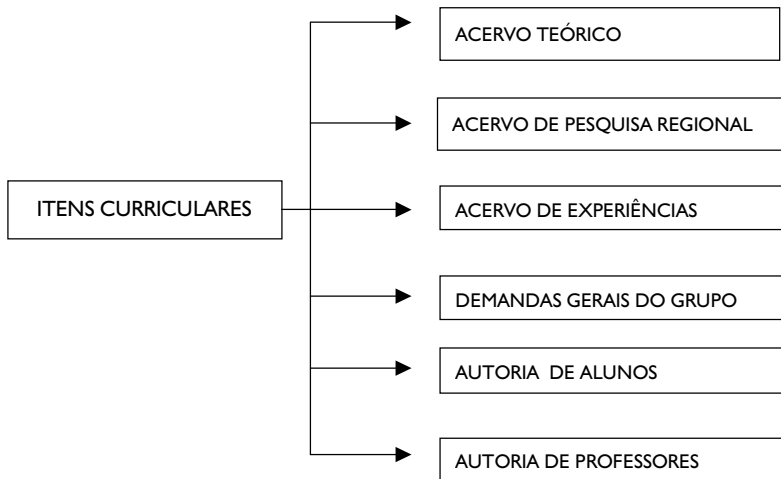 ACERVO TEÓRICO
ACERVO DE PESQUISA REGIONAL
ITENS CURRICULARES
ACERVO DE EXPERIÊNCIAS
DEMANDAS GERAIS DO GRUPO
AUTORIA DE ALUNOS
AUTORIA DE PROFESSORES